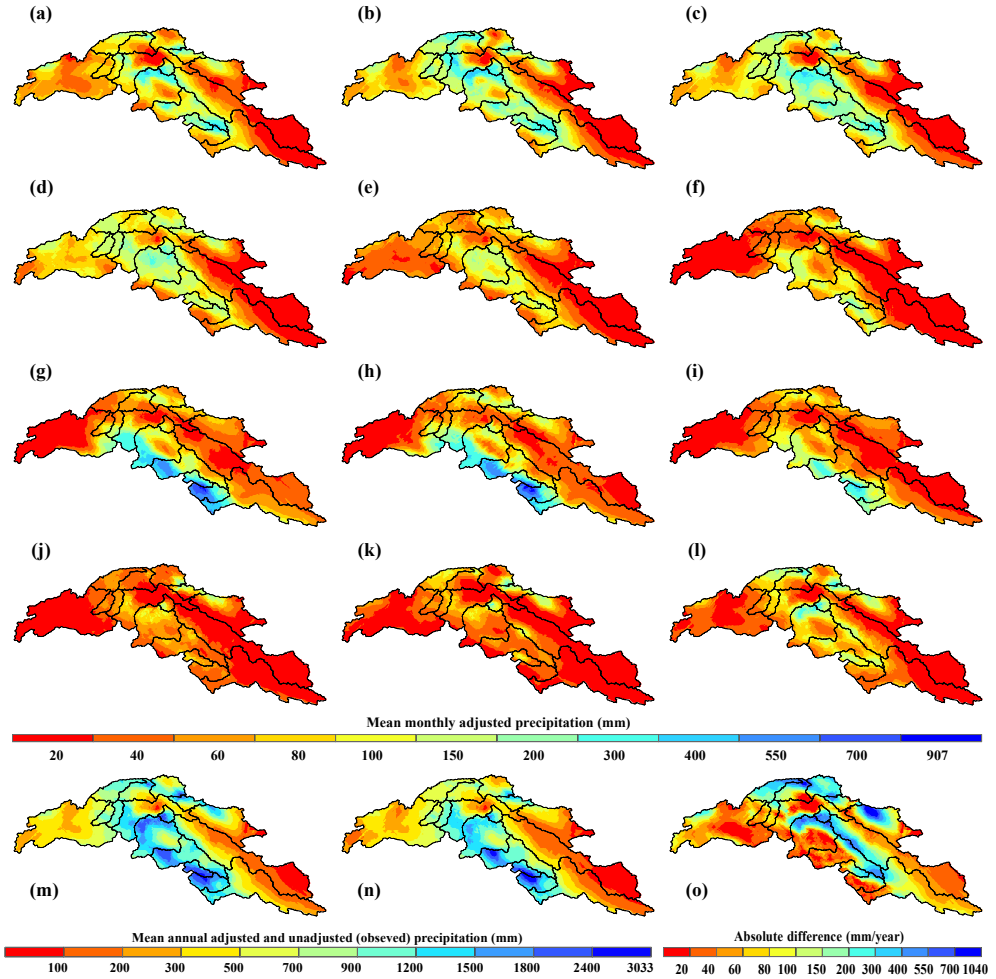 (a) (b) (c)
(d) (e) (f)
(g) (h) (i)
(j) (k) (l)
Mean monthly adjusted precipitation (mm)
20 40 60 80 100 150 200 300 400 550 700 907
(m) (n) (o)
Mean annual adjusted and unadjusted (obseved) precipitation (mm)
100 200 300 500 700 900 1200 1500 1800 2400 3033
Absolute difference (mm/year)
20 40 60 80 100 150 200 300 400 550 700 1040